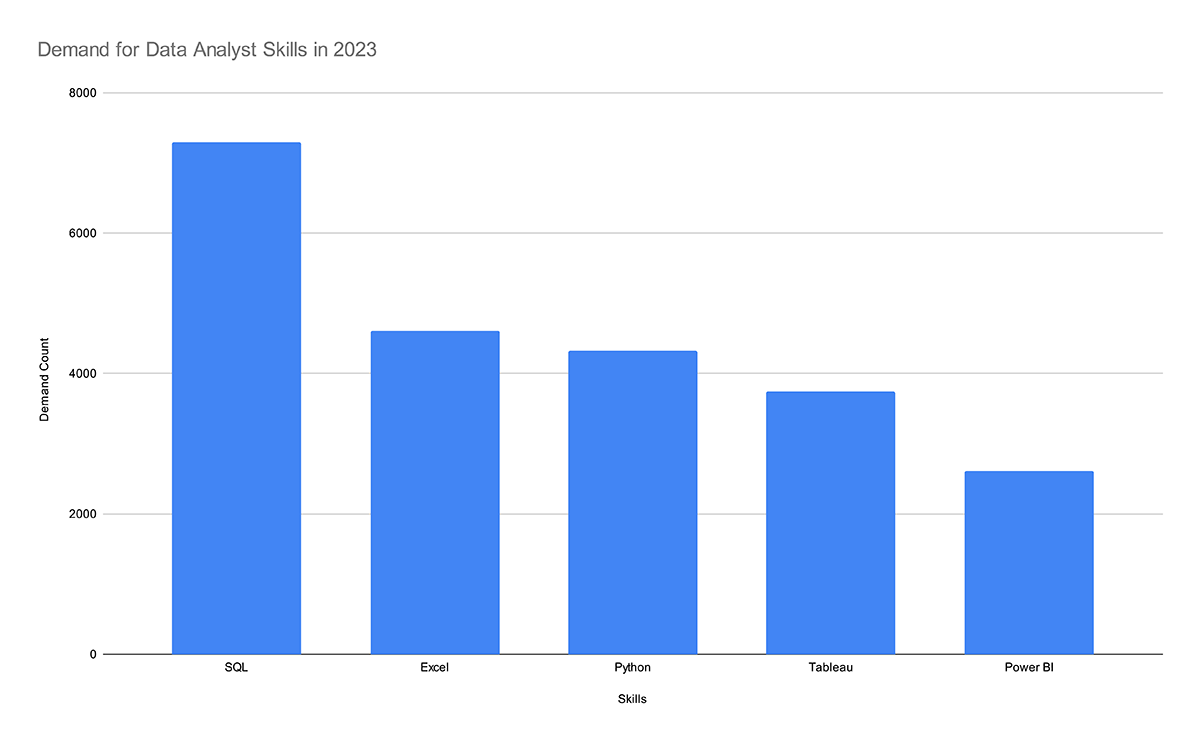 Demand for Data Analyst Skills in 2023
8000
6000
4000
2000
0
Demand Count
SQL Excel Python Tableau Power BI
Skills